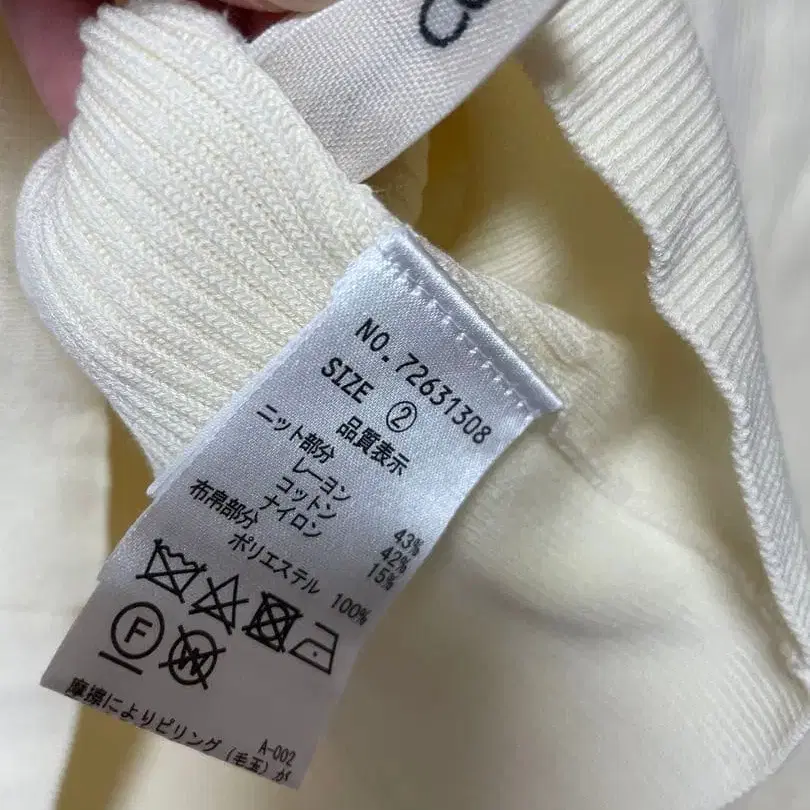 NO. 72631308
SIZE ②
品質表示
ニット部分
レーヨン 43%
コットン 42%
ナイロン 15%
布帛部分
ポリエステル 100%
F W
A-002
摩擦によりピリング(毛玉)が